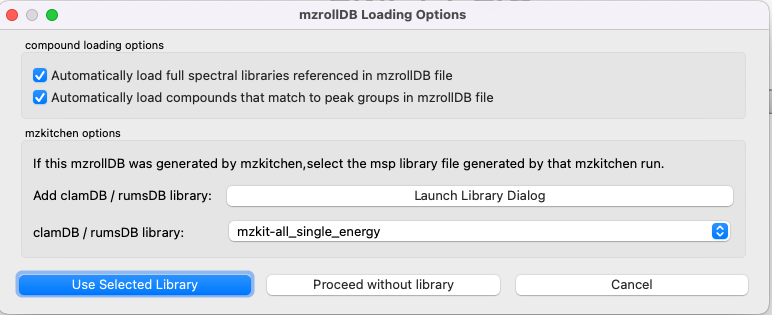 mzrollDB Loading Options
compound loading options
Automatically load full spectral libraries referenced in mzrollDB file
Automatically load compounds that match to peak groups in mzrollDB file
mzkitchen options
If this mzrollDB was generated by mzkitchen,select the msp library file generated by that mzkitchen run.
Add clamDB / rumsDB library:
Launch Library Dialog
clamDB / rumsDB library:
mzkit-all_single_energy
Use Selected Library
Proceed without library
Cancel